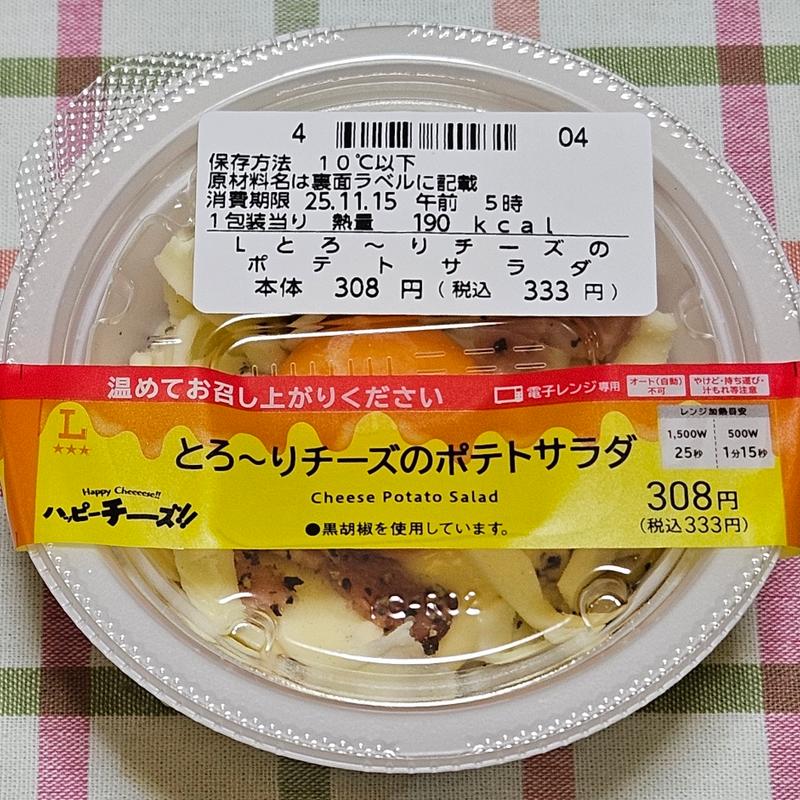 4 04
保存方法 10℃以下
原材料名は裏面ラベルに記載
消費期限 25.11.15 午前 5時
1包装当り 熱量 190 kcal
Lとろ～りチーズの
ポテトサラダ
本体 308 円(税込 333 円)
温めてお召し上がりください
電子レンジ専用
オート(自動)不可
やけど・持ち運び・汁もれ等注意
レンジ加熱目安
1,500W 500W
25秒 1分15秒
L
とろ～りチーズのポテトサラダ
Cheese Potato Salad
Happy Cheeeese!!
ハッピーチーズ!!
●黒胡椒を使用しています。
308円
(税込333円)